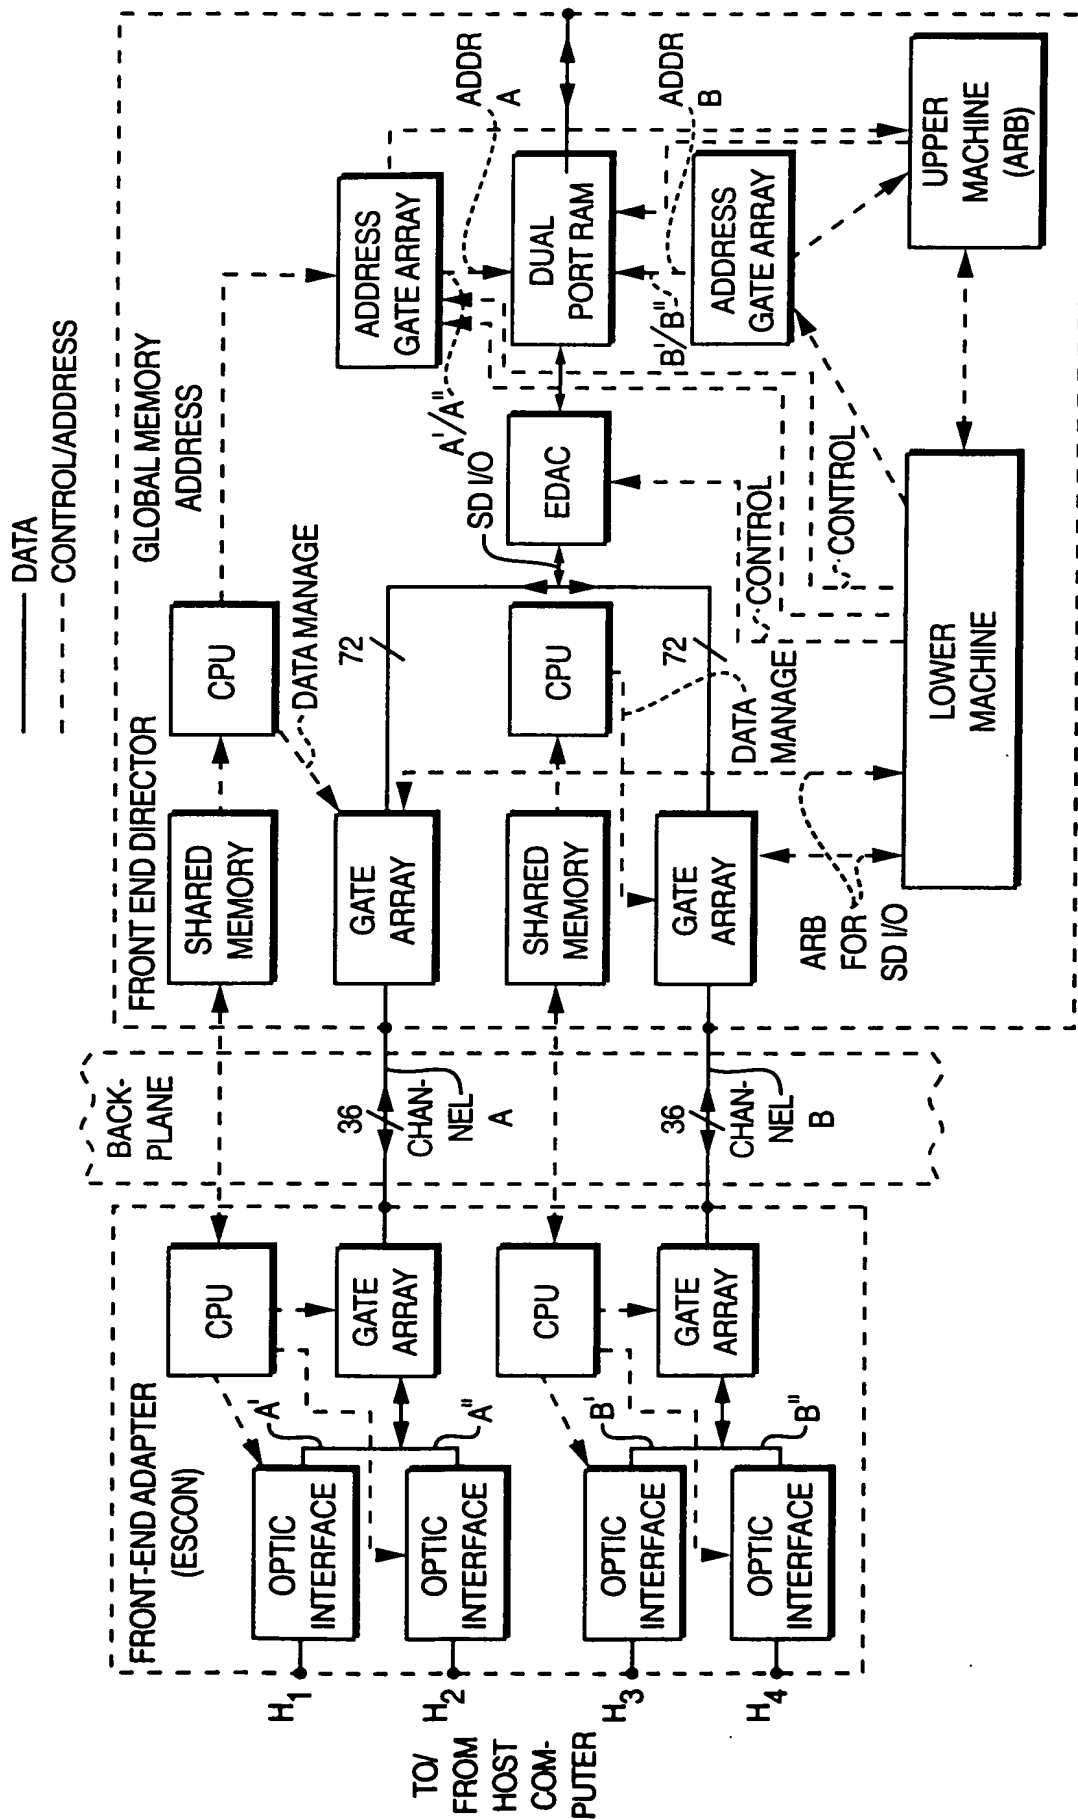 DATA
CONTROL/ADDRESS
FRONT-END ADAPTER
(ESCON)
BACK-
PLANE
FRONT END DIRECTOR
GLOBAL MEMORY
ADDRESS
CPU
SHARED
MEMORY
CPU
ADDRESS
GATE ARRAY
DATA MANAGE
A'
OPTIC
INTERFACE
H1
GATE
ARRAY
36
CHAN-
NEL
A
GATE
ARRAY
72
SD I/O
A'/A"
ADDR
A
A"
OPTIC
INTERFACE
H2
TO/
FROM
HOST
COM-
PUTER
CPU
SHARED
MEMORY
CPU
EDAC
DUAL
PORT RAM
B'
OPTIC
INTERFACE
H3
GATE
ARRAY
36
CHAN-
NEL
B
GATE
ARRAY
72
B'/B"
ADDR
B
ADDRESS
GATE ARRAY
B"
OPTIC
INTERFACE
H4
DATA
MANAGE
CONTROL
CONTROL
ARB
FOR
SD I/O
LOWER
MACHINE
UPPER
MACHINE
(ARB)